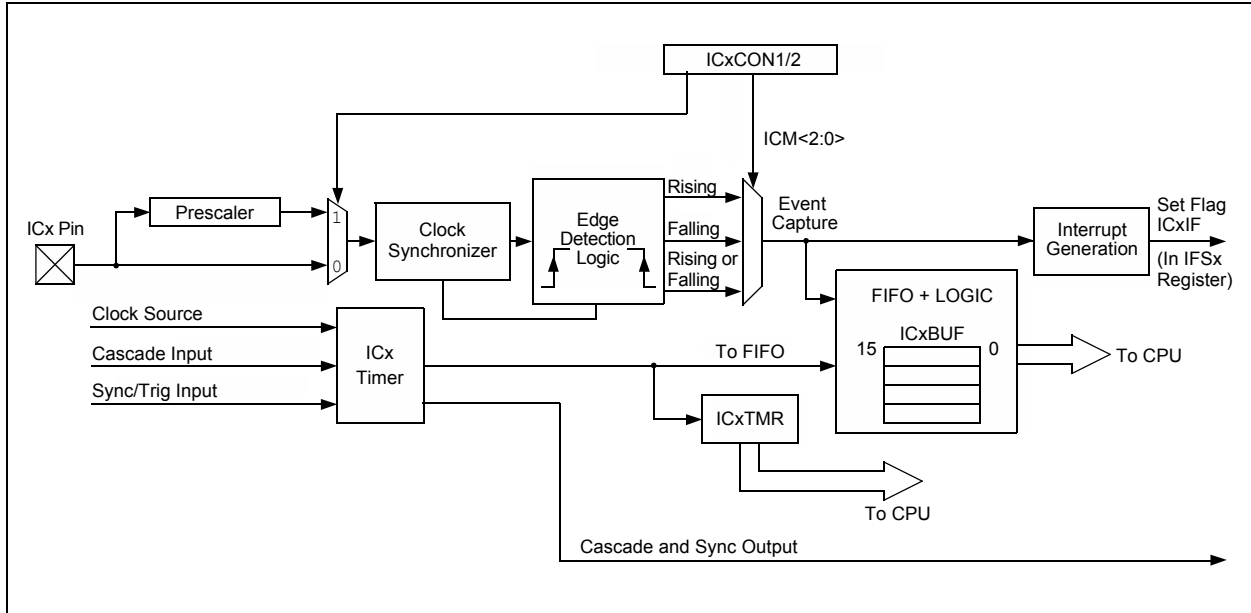 ICxCON1/2
ICM<2:0>
ICx Pin
Prescaler
1
0
Clock
Synchronizer
Edge
Detection
Logic
Rising
Falling
Rising or
Falling
Event
Capture
Interrupt
Generation
Set Flag
ICxIF
(In IFSx
Register)
Clock Source
Cascade Input
Sync/Trig Input
ICx
Timer
To FIFO
FIFO + LOGIC
ICxBUF
15
0
To CPU
ICxTMR
To CPU
Cascade and Sync Output